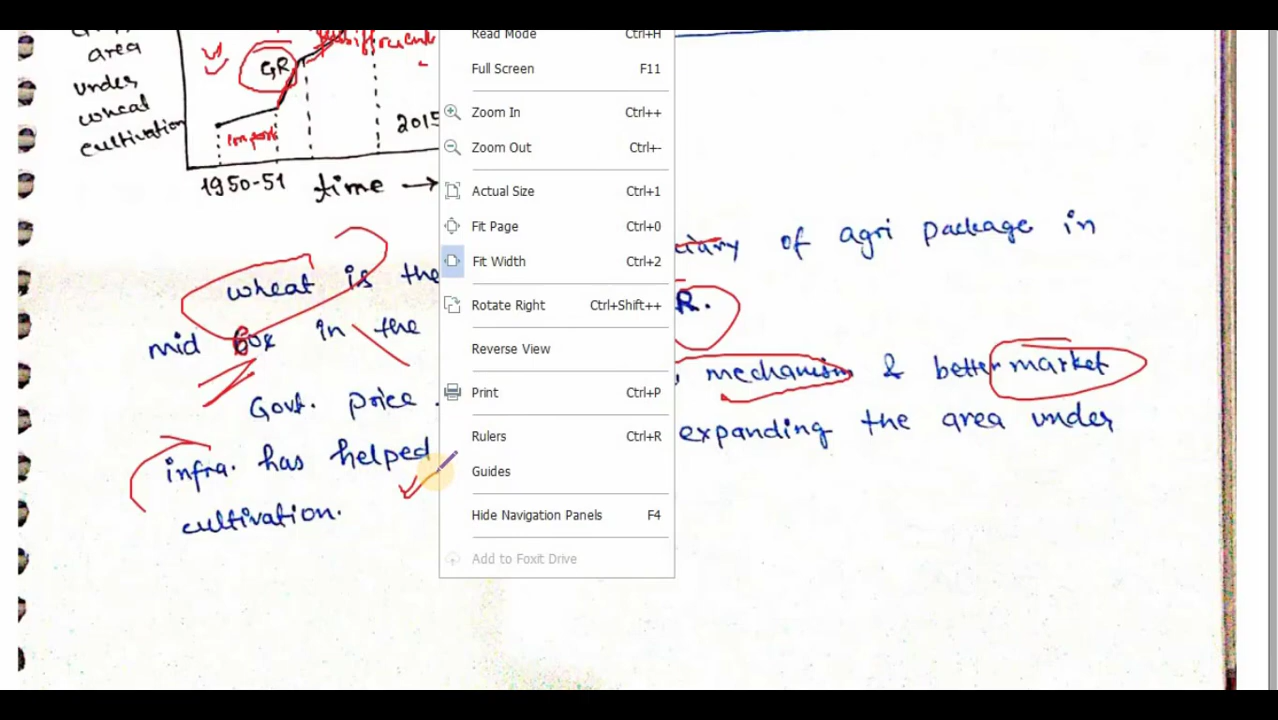 area
under
wheat
cultivation
GR
2015
1950-51 time →
Read Mode Ctrl+H
Full Screen F11
Zoom In Ctrl++
Zoom Out Ctrl+-
Actual Size Ctrl+1
Fit Page Ctrl+0
Fit Width Ctrl+2
Rotate Right Ctrl+Shift++
Reverse View
Print Ctrl+P
Rulers Ctrl+R
Guides
Hide Navigation Panels F4
Add to Foxit Drive
wheat is the of agri package in
mid 60s in the R.
Govt. price mechanism & better market
infra. has helped expanding the area under
cultivation.